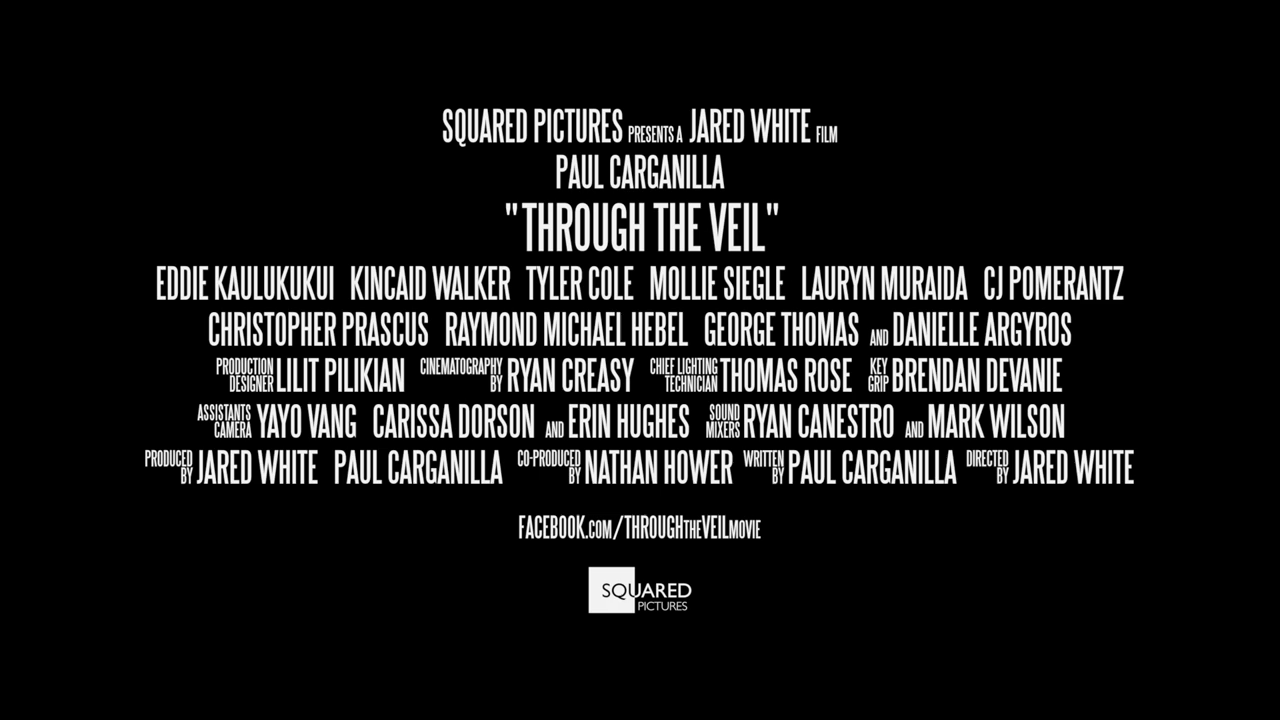 SQUARED PICTURES PRESENTS A JARED WHITE FILM
PAUL CARGANILLA
"THROUGH THE VEIL"
EDDIE KAULUKUKUI KINCAID WALKER TYLER COLE MOLLIE SIEGLE LAURYN MURAIDA CJ POMERANTZ
CHRISTOPHER PRASCUS RAYMOND MICHAEL HEBEL GEORGE THOMAS AND DANIELLE ARGYROS
PRODUCTION DESIGNER LILIT PILIKIAN CINEMATOGRAPHY BY RYAN CREASY CHIEF LIGHTING TECHNICIAN THOMAS ROSE KEY GRIP BRENDAN DEVANIE
ASSISTANTS CAMERA YAYO VANG CARISSA DORSON AND ERIN HUGHES SOUND MIXERS RYAN CANESTRO AND MARK WILSON
PRODUCED BY JARED WHITE PAUL CARGANILLA CO-PRODUCED BY NATHAN HOWER WRITTEN BY PAUL CARGANILLA DIRECTED BY JARED WHITE
FACEBOOK.COM/THROUGHTHEVEILMOVIE
SQUARED
PICTURES